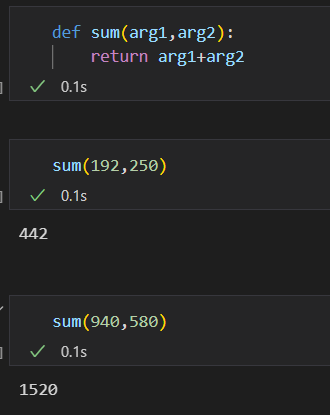 def sum(arg1,arg2):
    return arg1+arg2
0.1s
sum(192,250)
0.1s
442
sum(940,580)
0.1s
1520